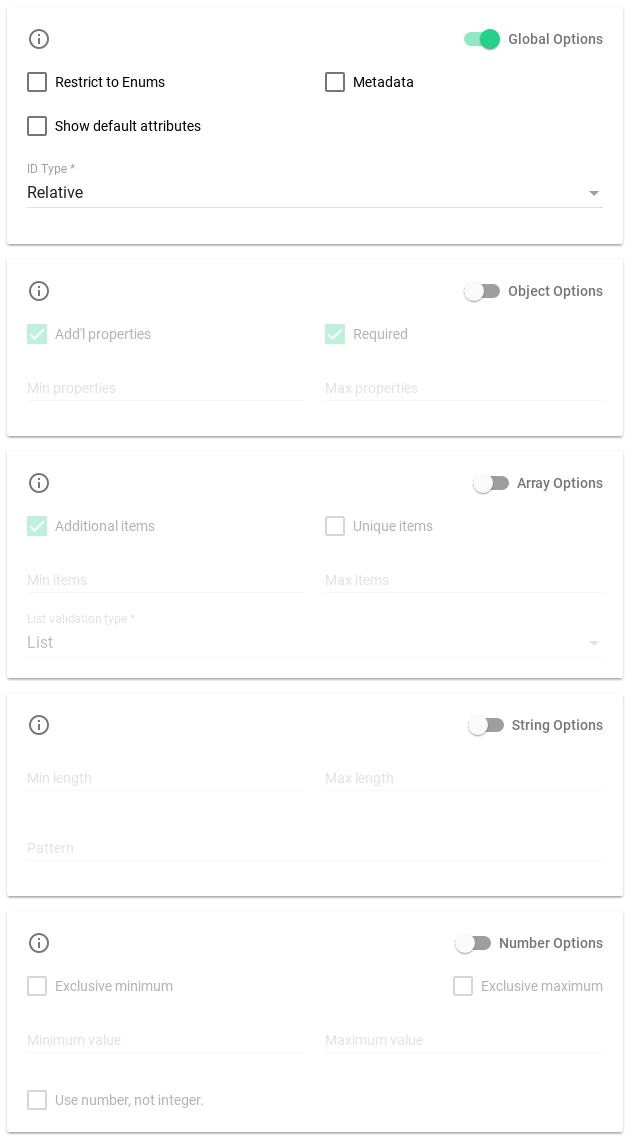 Global Options
Restrict to Enums
Metadata
Show default attributes
ID Type *
Relative
Object Options
Add'l properties
Required
Min properties
Max properties
Array Options
Additional items
Unique items
Min items
Max items
List validation type *
List
String Options
Min length
Max length
Pattern
Number Options
Exclusive minimum
Exclusive maximum
Minimum value
Maximum value
Use number, not integer.